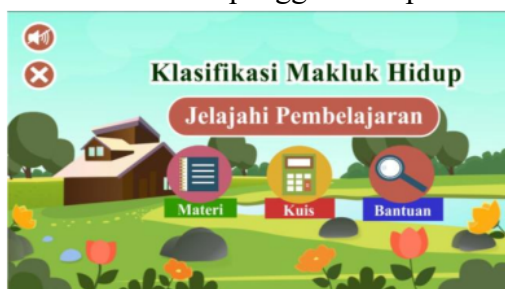 Klasifikasi Makluk Hidup
Jelajahi Pembelajaran
Materi
Kuis
Bantuan